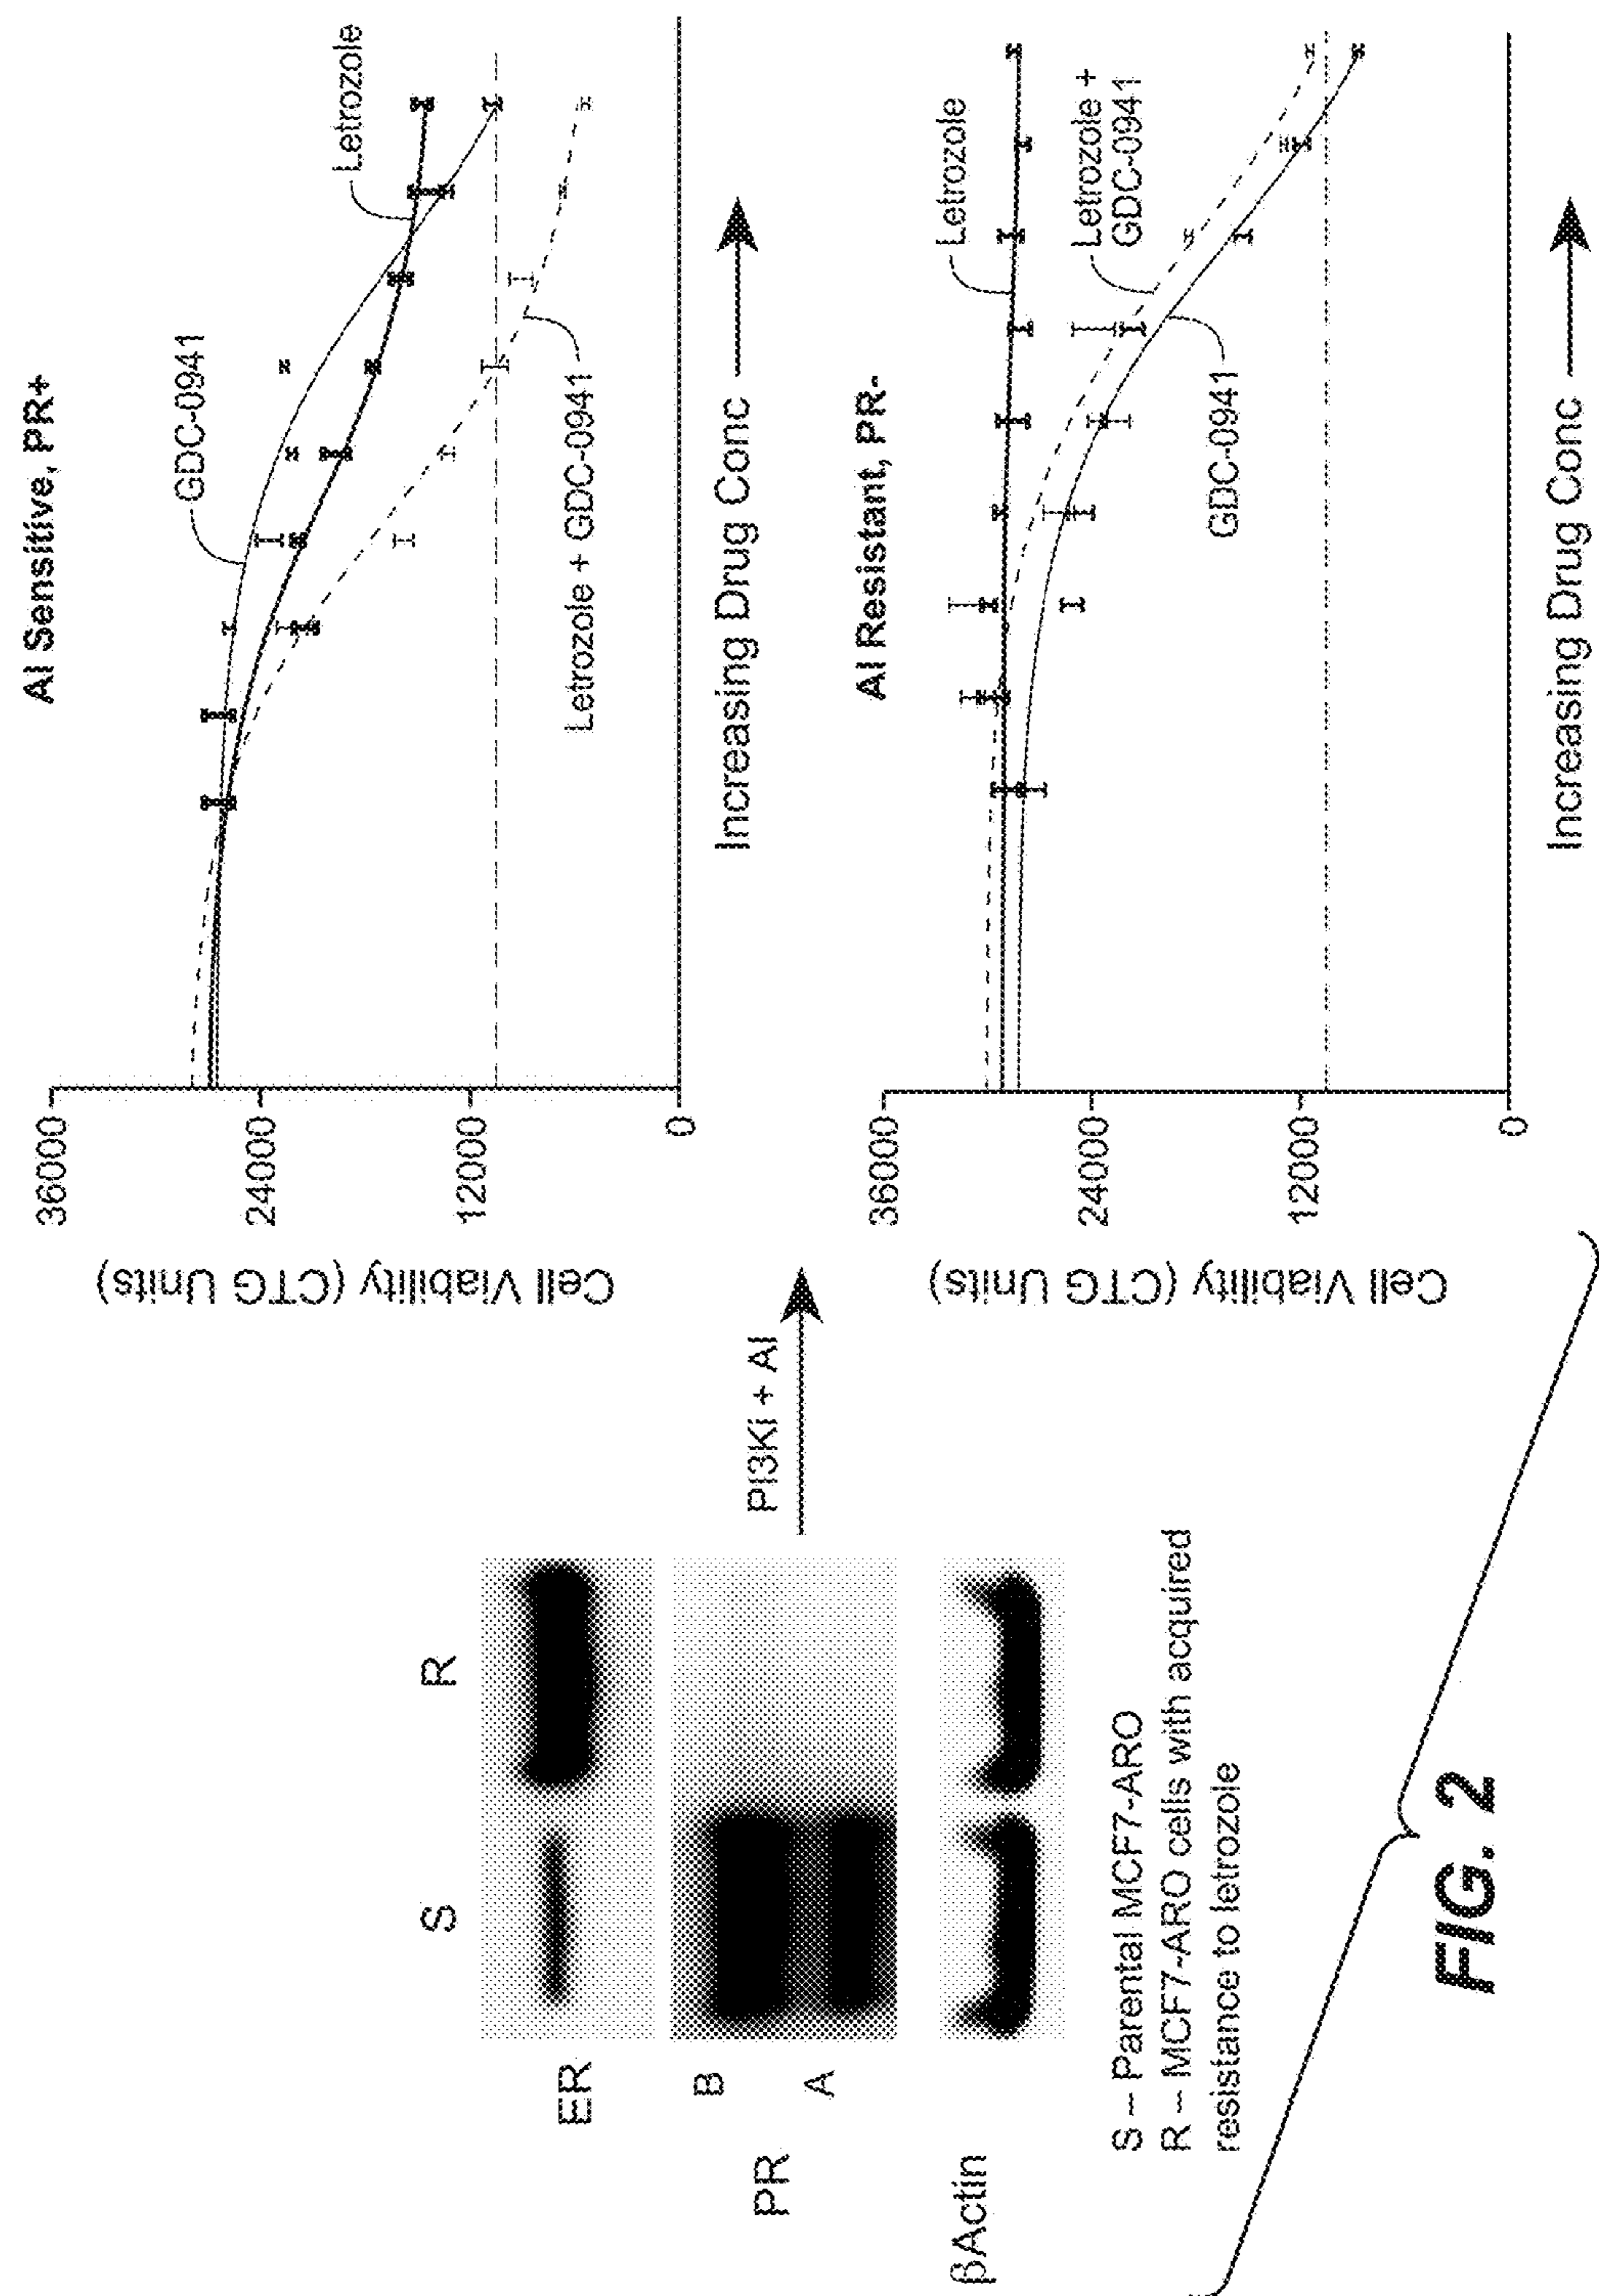 S
R
ER
PR
B
A
βActin
S – Parental MCF7-ARO
R – MCF7-ARO cells with acquired
resistance to letrozole
PI3Ki + AI
AI Sensitive, PR+
Cell Viability (CTG Units)
36000
24000
12000
0
GDC-0941
Letrozole
Letrozole + GDC-0941
Increasing Drug Conc
AI Resistant, PR-
Cell Viability (CTG Units)
36000
24000
12000
0
Letrozole
Letrozole +
GDC-0941
GDC-0941
Increasing Drug Conc
FIG. 2